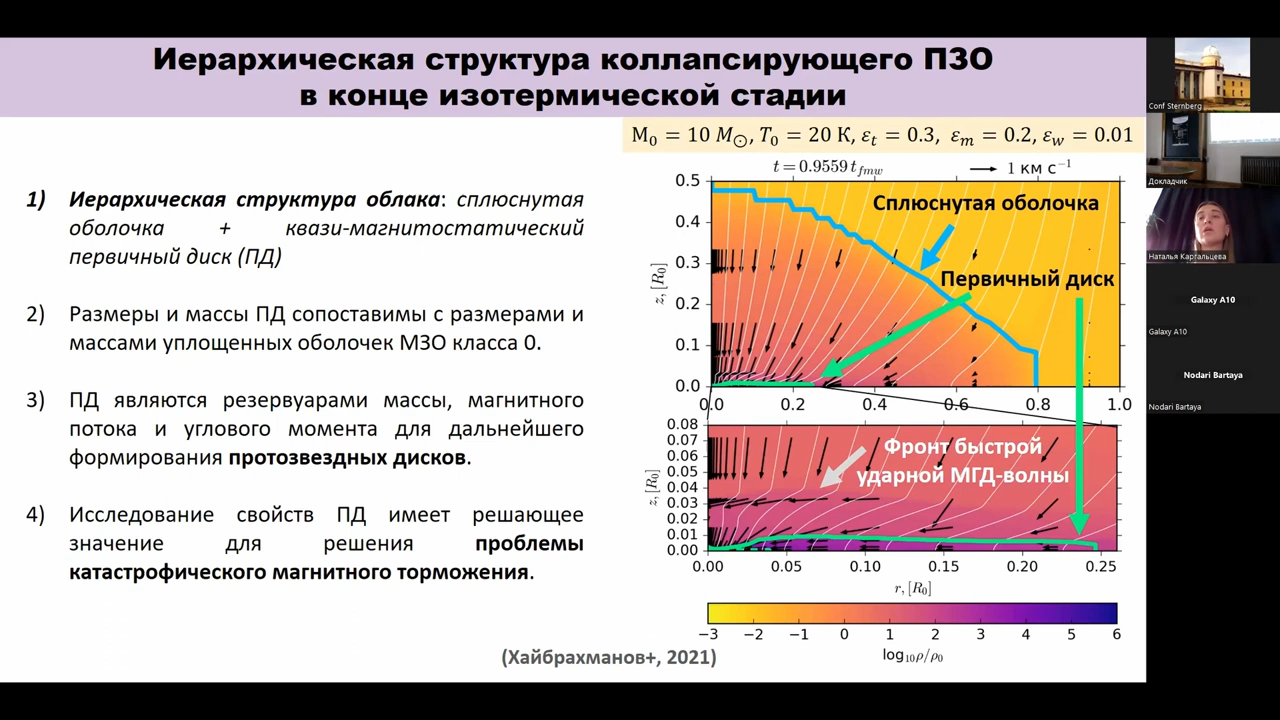 Иерархическая структура коллапсирующего ПЗО
в конце изотермической стадии
M₀ = 10 M⊙, T₀ = 20 K, εₜ = 0.3, εₘ = 0.2, ε_w = 0.01
1) Иерархическая структура облака: сплюснутая
оболочка + квази-магнитостатический
первичный диск (ПД)
2) Размеры и массы ПД сопоставимы с размерами и
массами уплощенных оболочек МЗО класса 0.
3) ПД являются резервуарами массы, магнитного
потока и углового момента для дальнейшего
формирования протозвездных дисков.
4) Исследование свойств ПД имеет решающее
значение для решения проблемы
катастрофического магнитного торможения.
(Хайбрахманов+, 2021)
t = 0.9559 t_fmw
1 км с⁻¹
Сплюснутая оболочка
Первичный диск
z, [R₀]
0.5
0.4
0.3
0.2
0.1
0.0
0.0 0.2 0.4 0.6 0.8 1.0
Фронт быстрой
ударной МГД-волны
z, [R₀]
0.08
0.07
0.06
0.05
0.04
0.03
0.02
0.01
0.00
0.00 0.05 0.10 0.15 0.20 0.25
r, [R₀]
−3 −2 −1 0 1 2 3 4 5 6
log₁₀ρ/ρ₀
Conf Sternberg
Докладчик
Наталья Каргальцева
Galaxy A10
Galaxy A10
Nodari Bartaya
Nodari Bartaya